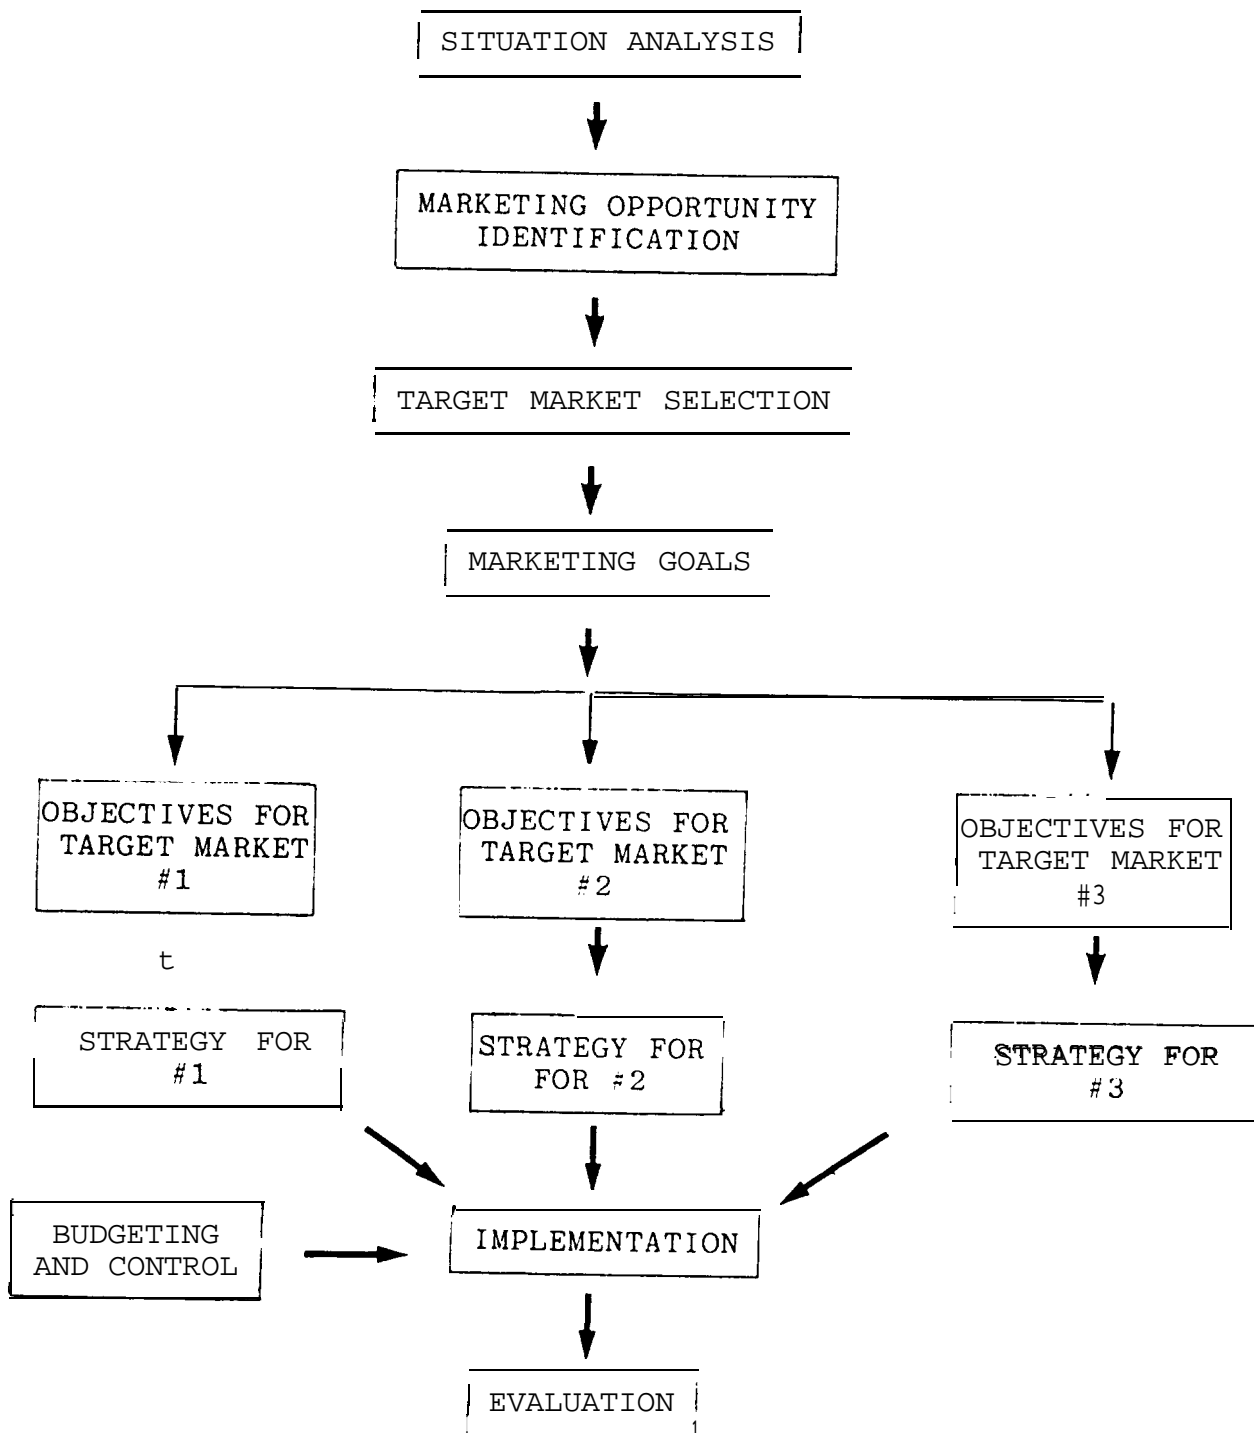 SITUATION ANALYSIS
MARKETING OPPORTUNITY
IDENTIFICATION
TARGET MARKET SELECTION
MARKETING GOALS
OBJECTIVES FOR
TARGET MARKET
#1
OBJECTIVES FOR
TARGET MARKET
#2
OBJECTIVES FOR
TARGET MARKET
#3
t
STRATEGY FOR
#1
STRATEGY FOR
FOR #2
STRATEGY FOR
#3
BUDGETING
AND CONTROL
IMPLEMENTATION
EVALUATION